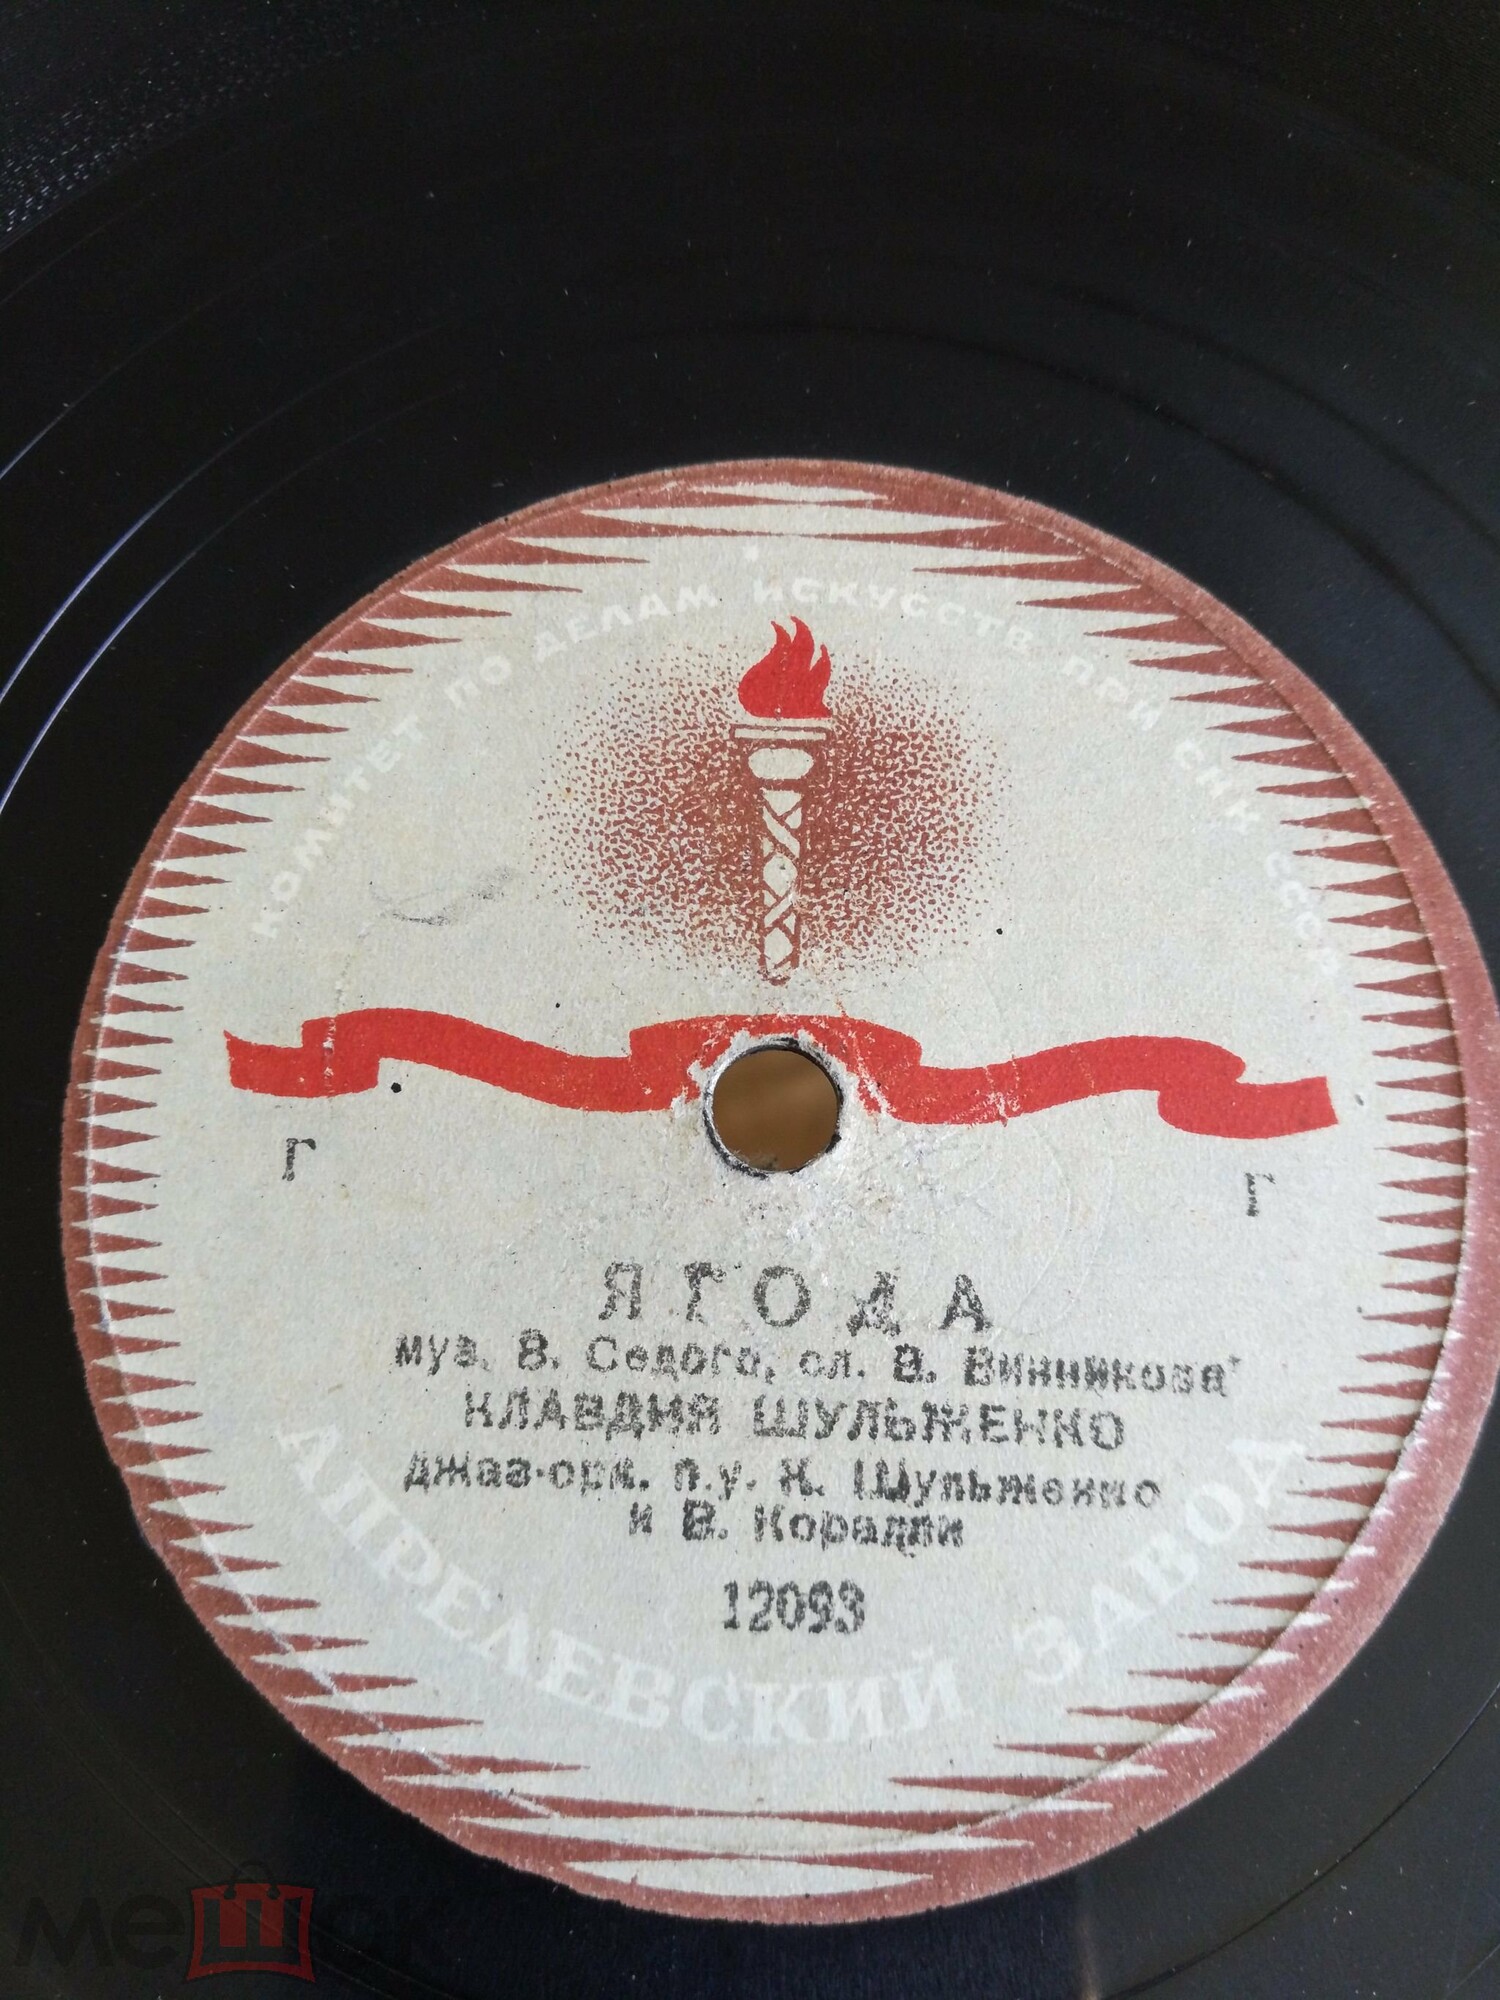 КОМИТЕТ ПО ДЕЛАМ ИСКУССТВ ПРИ СНК СССР
Г Г
ЯГОДА
муз. В. Седого, сл. В. Винникова
КЛАВДИЯ ШУЛЬЖЕНКО
Джаз-орк. п.у. К. Шульженко
и В. Коралли
12093
АПРЕЛЕВСКИЙ ЗАВОД
мешок